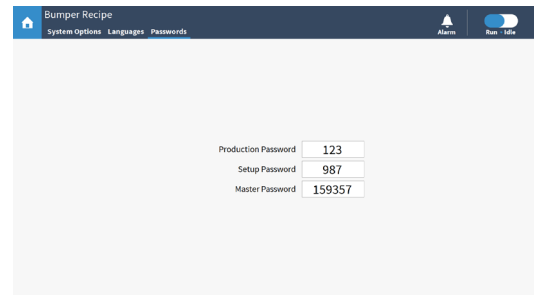 Bumper Recipe
System Options Languages Passwords
Alarm
Run - Idle
Production Password 123
Setup Password 987
Master Password 159357